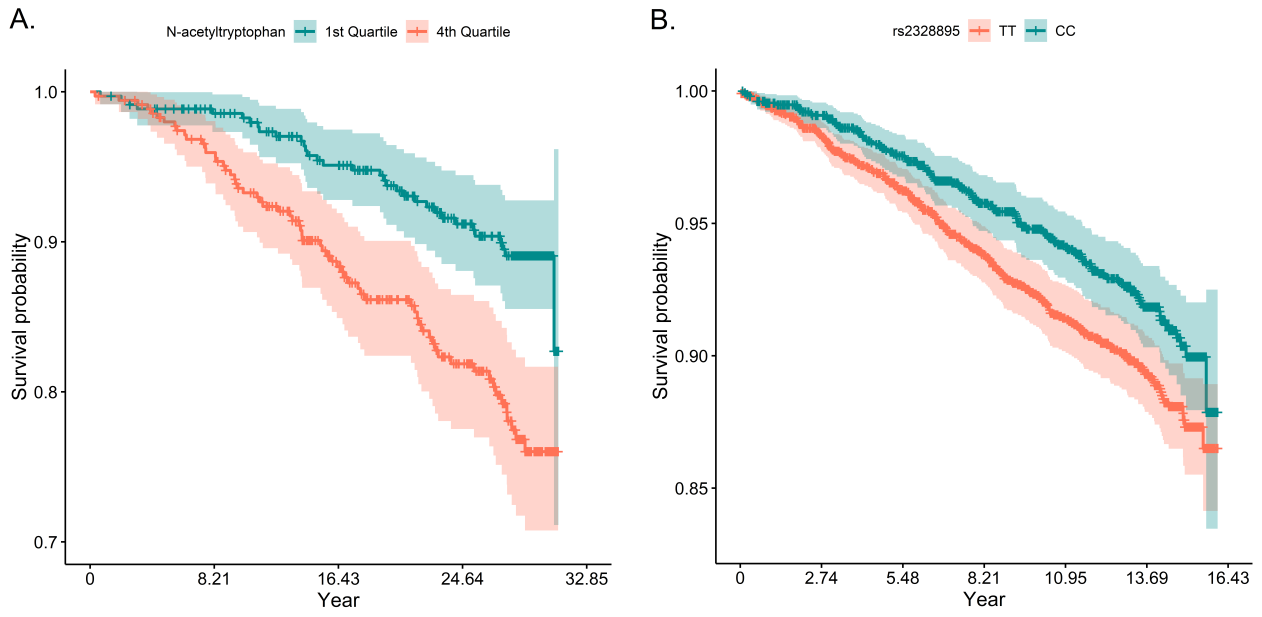 A.
N-acetyltryptophan 1st Quartile 4th Quartile
1.0
0.9
0.8
0.7
Survival probability
0 8.21 16.43 24.64 32.85
Year
B.
rs2328895 TT CC
1.00
0.95
0.90
0.85
Survival probability
0 2.74 5.48 8.21 10.95 13.69 16.43
Year